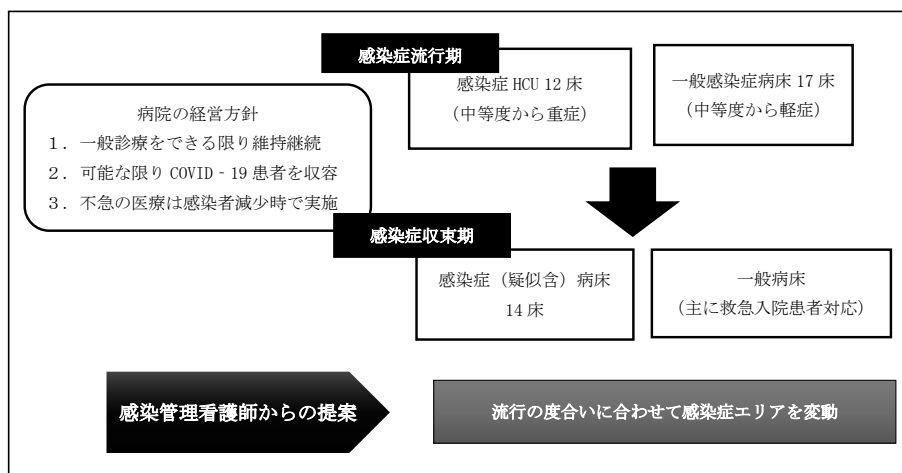 感染症流行期
感染症 HCU 12 床
(中等度から重症)
一般感染症病床 17 床
(中等度から軽症)
病院の経営方針
1．一般診療をできる限り維持継続
2．可能な限り COVID‐19 患者を収容
3．不急の医療は感染者減少時で実施
感染症収束期
感染症（疑似含）病床
14 床
一般病床
(主に救急入院患者対応)
感染管理看護師からの提案
流行の度合いに合わせて感染症エリアを変動